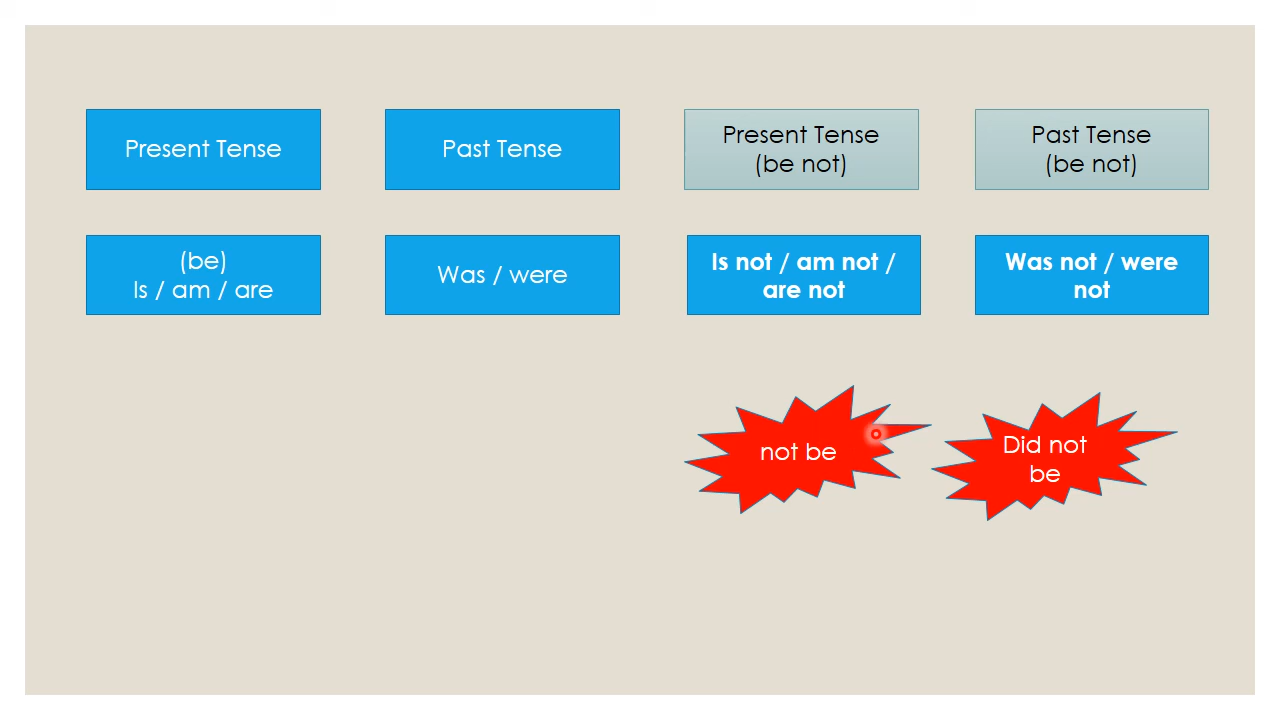 Present Tense
Past Tense
Present Tense
(be not)
Past Tense
(be not)
(be)
Is / am / are
Was / were
Is not / am not /
are not
Was not / were
not
not be
Did not
be